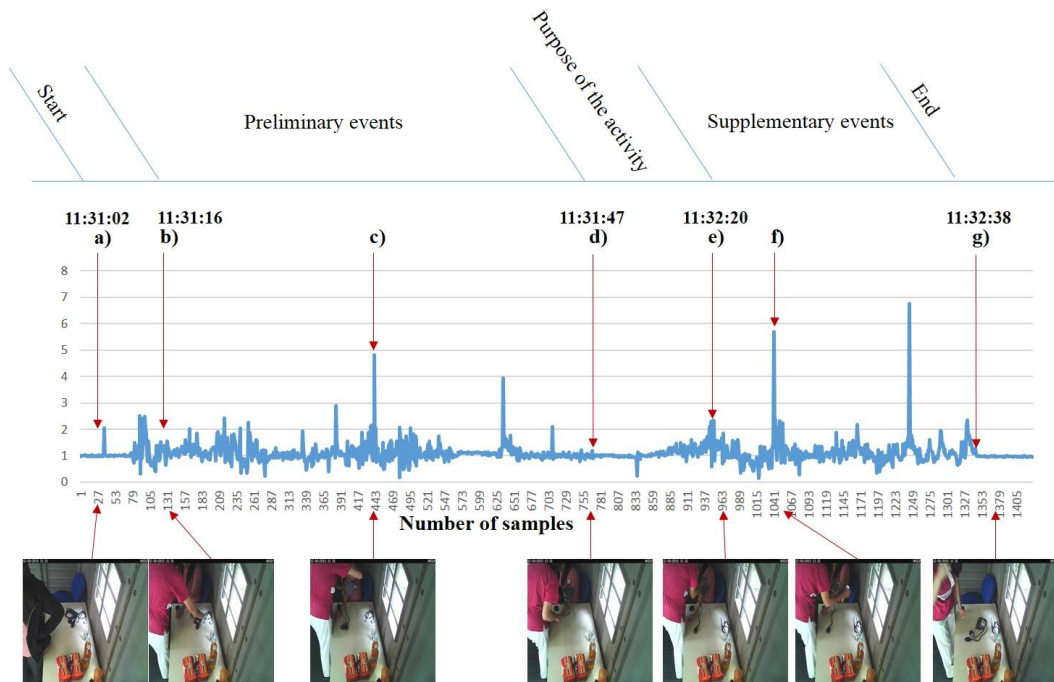 Start
Preliminary events
Purpose of the activity
Supplementary events
End
11:31:02 11:31:16 11:31:47 11:32:20 11:32:38
a) b) c) d) e) f) g)
8
7
6
5
4
3
2
1
0
1 27 53 79 105 131 157 183 209 235 261 287 313 339 365 391 417 443 469 495 521 547 573 599 625 651 677 703 729 755 781 807 833 859 885 911 937 963 989 1015 1041 1067 1093 1119 1145 1171 1197 1223 1249 1275 1301 1327 1353 1379 1405
Number of samples